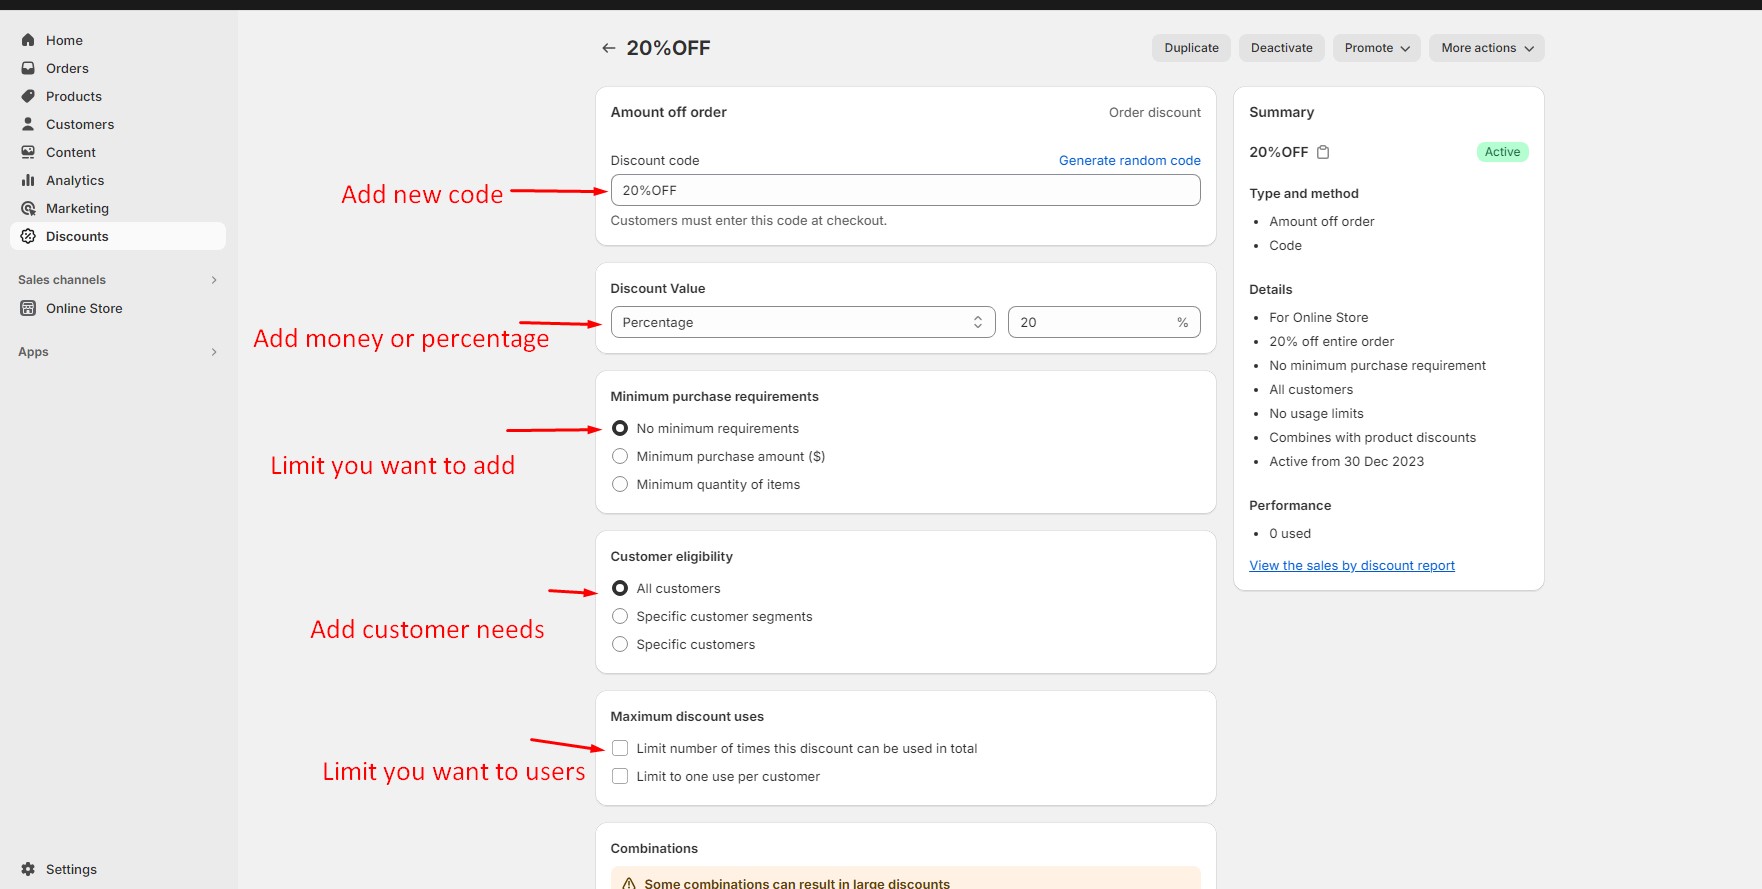 Home
Orders
Products
Customers
Content
Analytics
Marketing
Discounts
Sales channels
Online Store
Apps
Settings
20%OFF
Duplicate
Deactivate
Promote
More actions
Amount off order
Order discount
Discount code
Generate random code
Add new code
20%OFF
Customers must enter this code at checkout.
Discount Value
Percentage
20 %
Add money or percentage
Minimum purchase requirements
No minimum requirements
Minimum purchase amount ($)
Minimum quantity of items
Limit you want to add
Customer eligibility
All customers
Specific customer segments
Specific customers
Add customer needs
Maximum discount uses
Limit number of times this discount can be used in total
Limit to one use per customer
Limit you want to users
Combinations
Some combinations can result in large discounts
Summary
20%OFF
Active
Type and method
• Amount off order
• Code
Details
• For Online Store
• 20% off entire order
• No minimum purchase requirement
• All customers
• No usage limits
• Combines with product discounts
• Active from 30 Dec 2023
Performance
• 0 used
View the sales by discount report